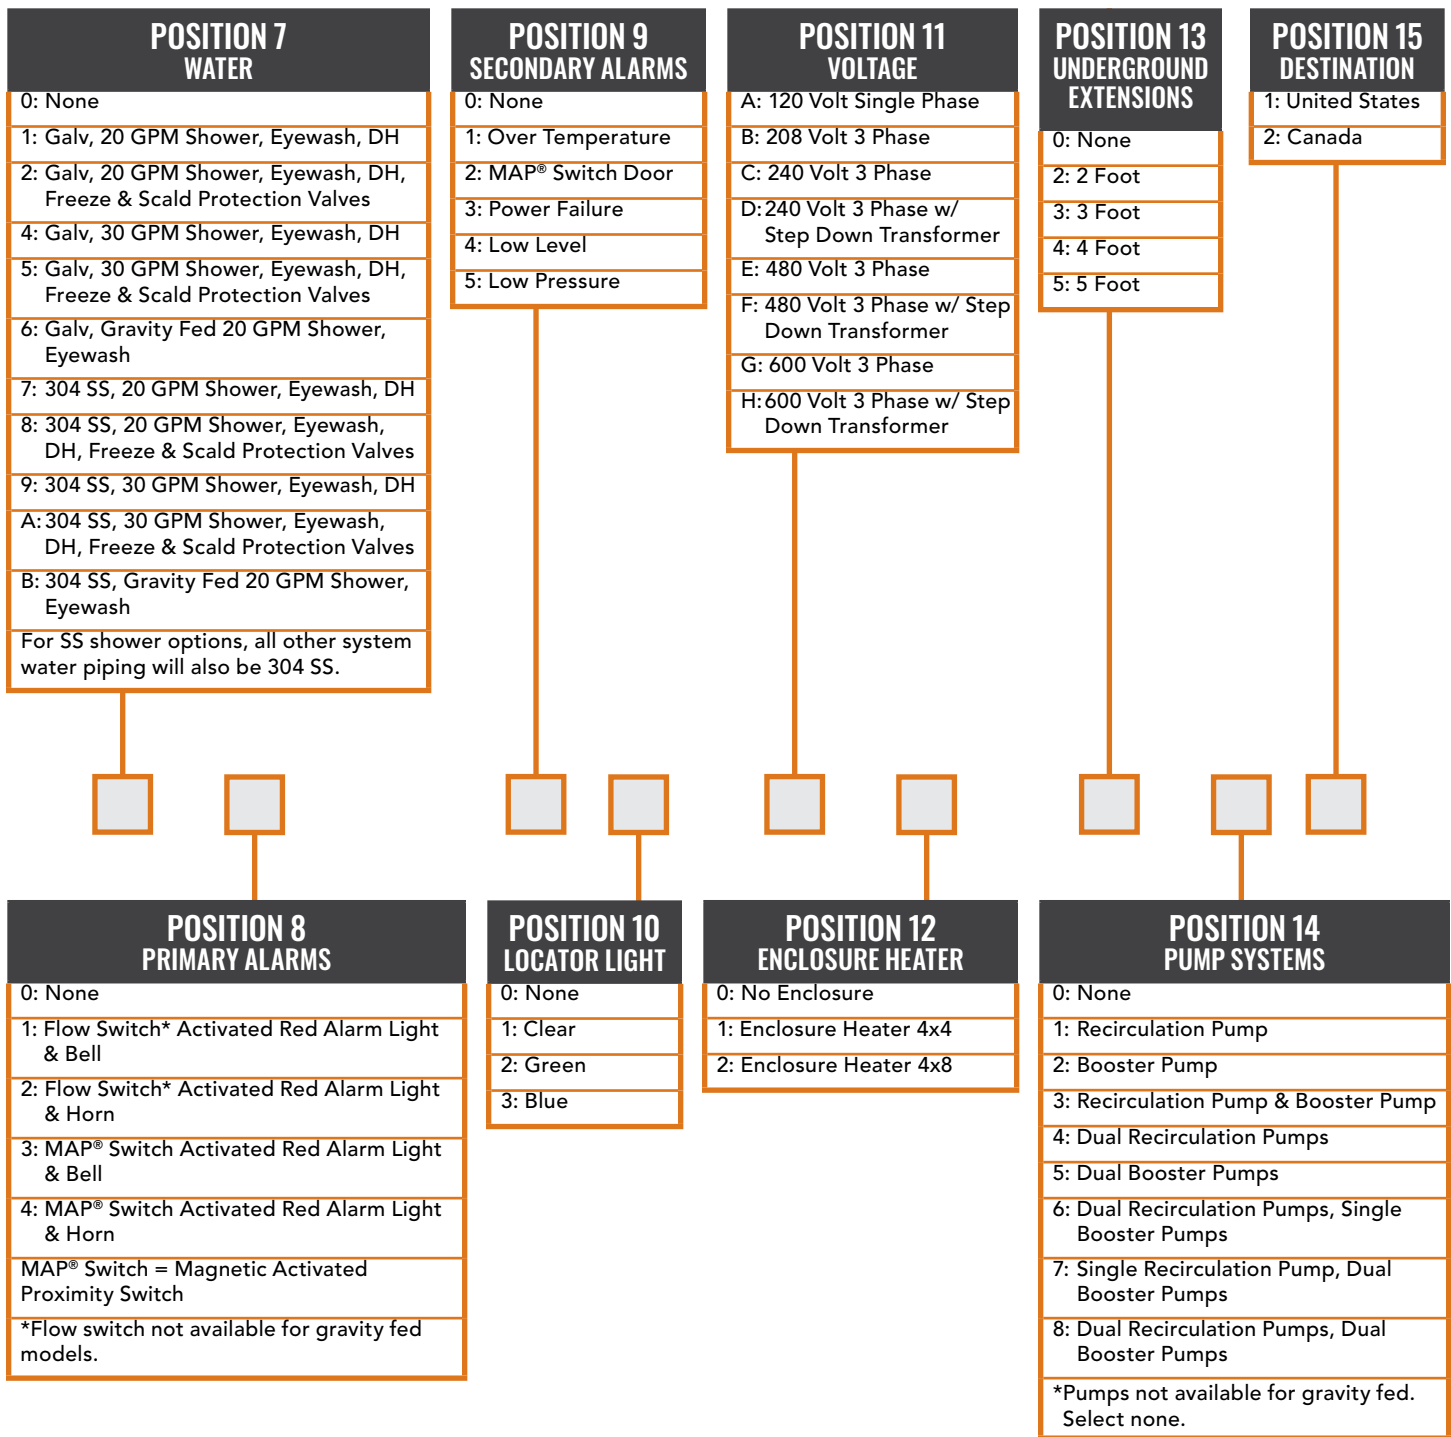 POSITION 7
WATER
0: None
1: Galv, 20 GPM Shower, Eyewash, DH
2: Galv, 20 GPM Shower, Eyewash, DH,
Freeze & Scald Protection Valves
4: Galv, 30 GPM Shower, Eyewash, DH
5: Galv, 30 GPM Shower, Eyewash, DH,
Freeze & Scald Protection Valves
6: Galv, Gravity Fed 20 GPM Shower,
Eyewash
7: 304 SS, 20 GPM Shower, Eyewash, DH
8: 304 SS, 20 GPM Shower, Eyewash,
DH, Freeze & Scald Protection Valves
9: 304 SS, 30 GPM Shower, Eyewash, DH
A: 304 SS, 30 GPM Shower, Eyewash,
DH, Freeze & Scald Protection Valves
B: 304 SS, Gravity Fed 20 GPM Shower,
Eyewash
For SS shower options, all other system
water piping will also be 304 SS.
POSITION 9
SECONDARY ALARMS
0: None
1: Over Temperature
2: MAP® Switch Door
3: Power Failure
4: Low Level
5: Low Pressure
POSITION 11
VOLTAGE
A: 120 Volt Single Phase
B: 208 Volt 3 Phase
C: 240 Volt 3 Phase
D: 240 Volt 3 Phase w/
Step Down Transformer
E: 480 Volt 3 Phase
F: 480 Volt 3 Phase w/ Step
Down Transformer
G: 600 Volt 3 Phase
H: 600 Volt 3 Phase w/ Step
Down Transformer
POSITION 13
UNDERGROUND
EXTENSIONS
0: None
2: 2 Foot
3: 3 Foot
4: 4 Foot
5: 5 Foot
POSITION 15
DESTINATION
1: United States
2: Canada
POSITION 8
PRIMARY ALARMS
0: None
1: Flow Switch* Activated Red Alarm Light
& Bell
2: Flow Switch* Activated Red Alarm Light
& Horn
3: MAP® Switch Activated Red Alarm Light
& Bell
4: MAP® Switch Activated Red Alarm Light
& Horn
MAP® Switch = Magnetic Activated
Proximity Switch
*Flow switch not available for gravity fed
models.
POSITION 10
LOCATOR LIGHT
0: None
1: Clear
2: Green
3: Blue
POSITION 12
ENCLOSURE HEATER
0: No Enclosure
1: Enclosure Heater 4x4
2: Enclosure Heater 4x8
POSITION 14
PUMP SYSTEMS
0: None
1: Recirculation Pump
2: Booster Pump
3: Recirculation Pump & Booster Pump
4: Dual Recirculation Pumps
5: Dual Booster Pumps
6: Dual Recirculation Pumps, Single
Booster Pumps
7: Single Recirculation Pump, Dual
Booster Pumps
8: Dual Recirculation Pumps, Dual
Booster Pumps
*Pumps not available for gravity fed.
Select none.